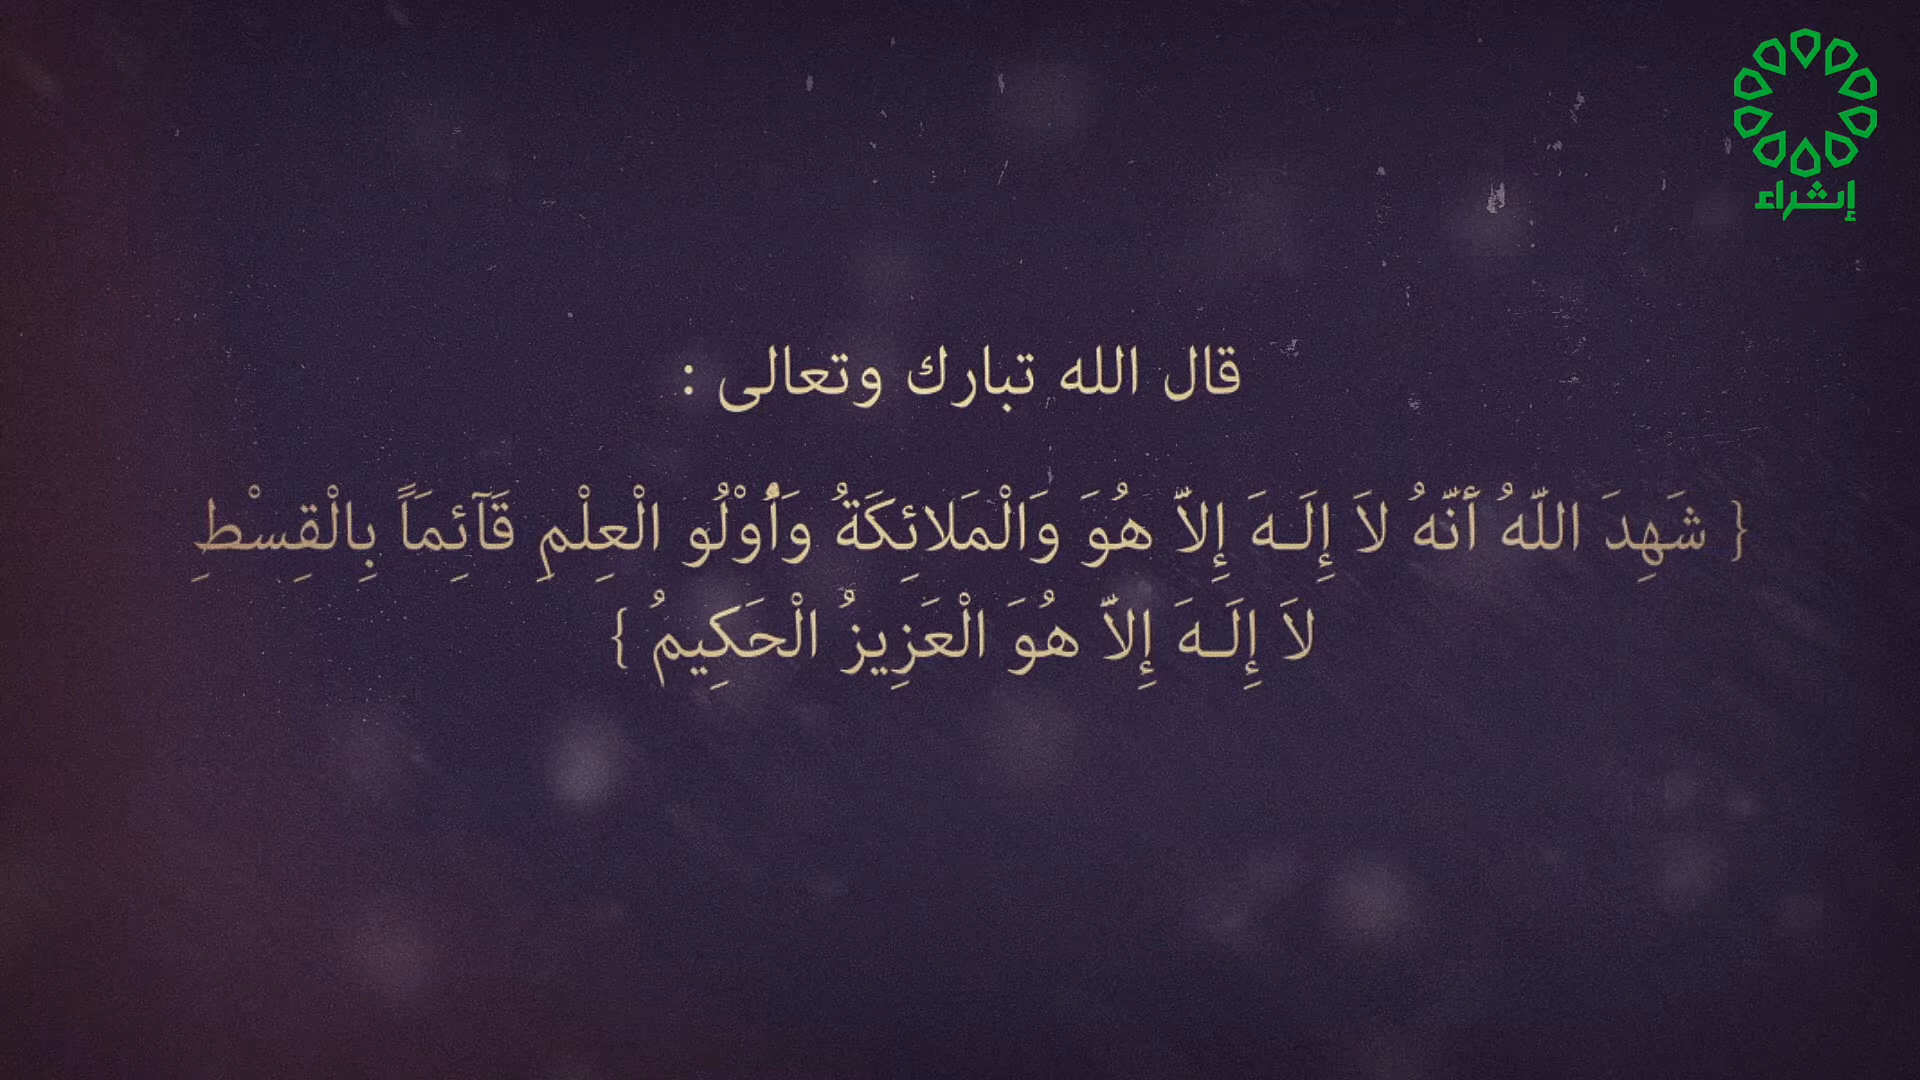 إثراء
قال الله تبارك وتعالى :
{ شَهِدَ اللّهُ أَنّهُ لاَ إِلَـهَ إِلاّ هُوَ وَالْمَلائِكَةُ وَأُوْلُو الْعِلْمِ قَآئِمَاً بِالْقِسْطِ
لاَ إِلَـهَ إِلاّ هُوَ الْعَزِيزُ الْحَكِيمُ }